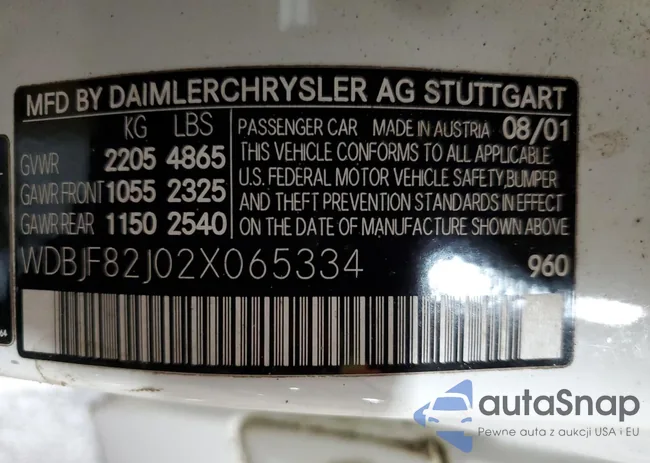 MFD BY DAIMLERCHRYSLER AG STUTTGART
KG LBS
GVWR 2205 4865
GAWR FRONT 1055 2325
GAWR REAR 1150 2540
PASSENGER CAR MADE IN AUSTRIA 08/01
THIS VEHICLE CONFORMS TO ALL APPLICABLE
U.S. FEDERAL MOTOR VEHICLE SAFETY, BUMPER
AND THEFT PREVENTION STANDARDS IN EFFECT
ON THE DATE OF MANUFACTURE SHOWN ABOVE
WDBJF82J02X065334 960
64
autaSnap
Pewne auta z aukcji USA i EU